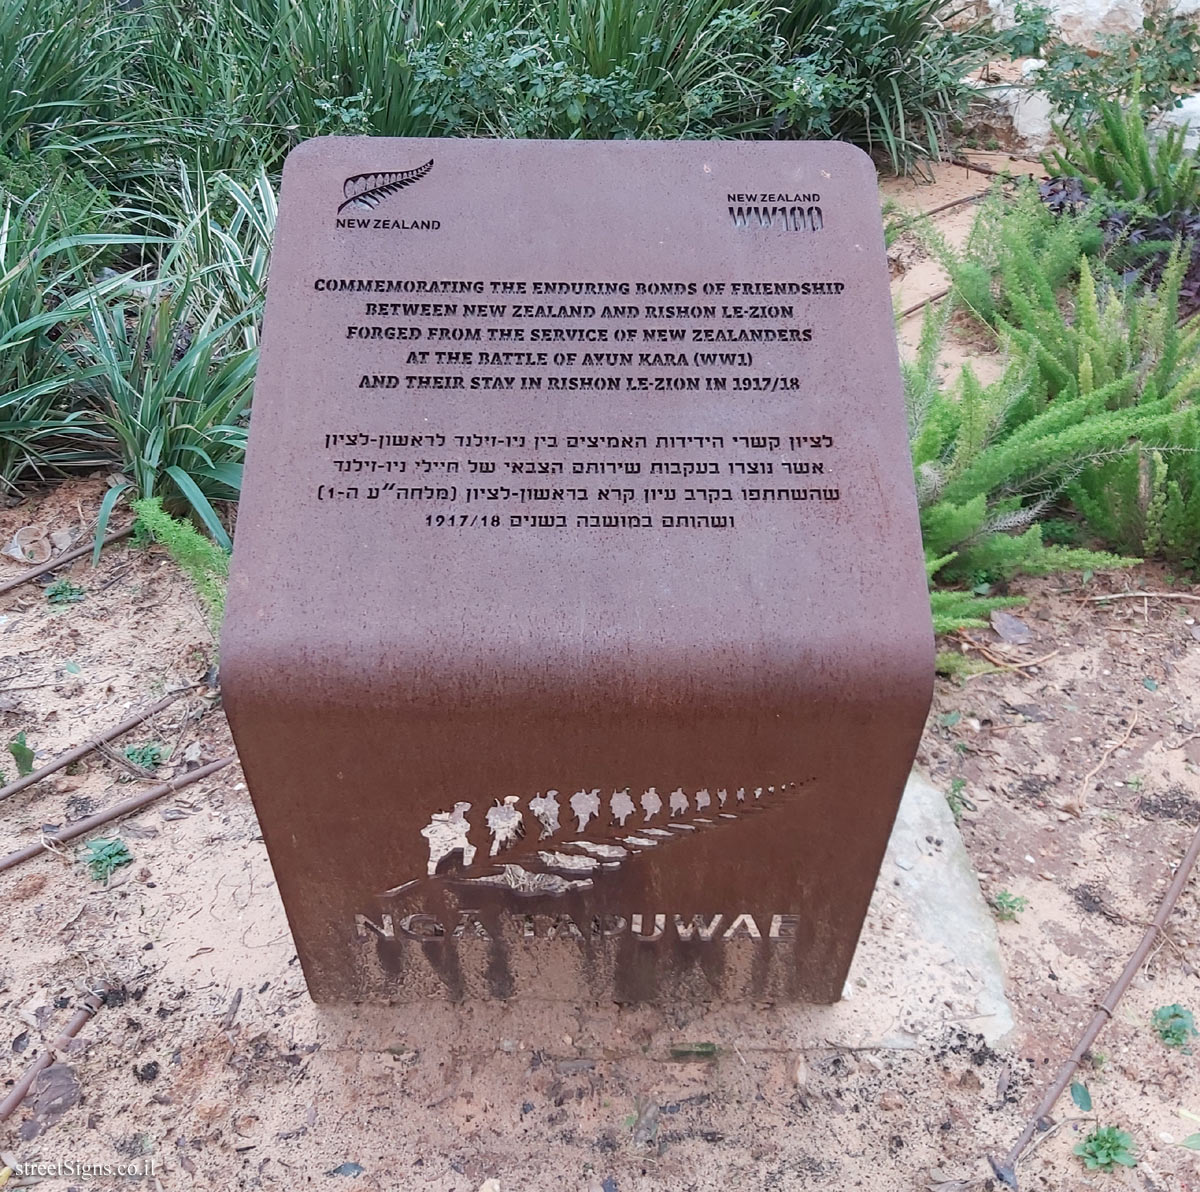 NEW ZEALAND
NEW ZEALAND
WW100
COMMEMORATING THE ENDURING BONDS OF FRIENDSHIP
BETWEEN NEW ZEALAND AND RISHON LE-ZION
FORGED FROM THE SERVICE OF NEW ZEALANDERS
AT THE BATTLE OF AYUN KARA (WW1)
AND THEIR STAY IN RISHON LE-ZION IN 1917/18
לציון קשרי הידידות האמיצים בין ניו-זילנד לראשון-לציון
אשר נוצרו בעקבות שירותם הצבאי של חיילי ניו-זילנד
שהשתתפו בקרב עיון קרא בראשון-לציון (מלחה״ע ה-1)
ושהותם במושבה בשנים 1917/18
NGĀ TAPUWAE
streetSigns.co.il